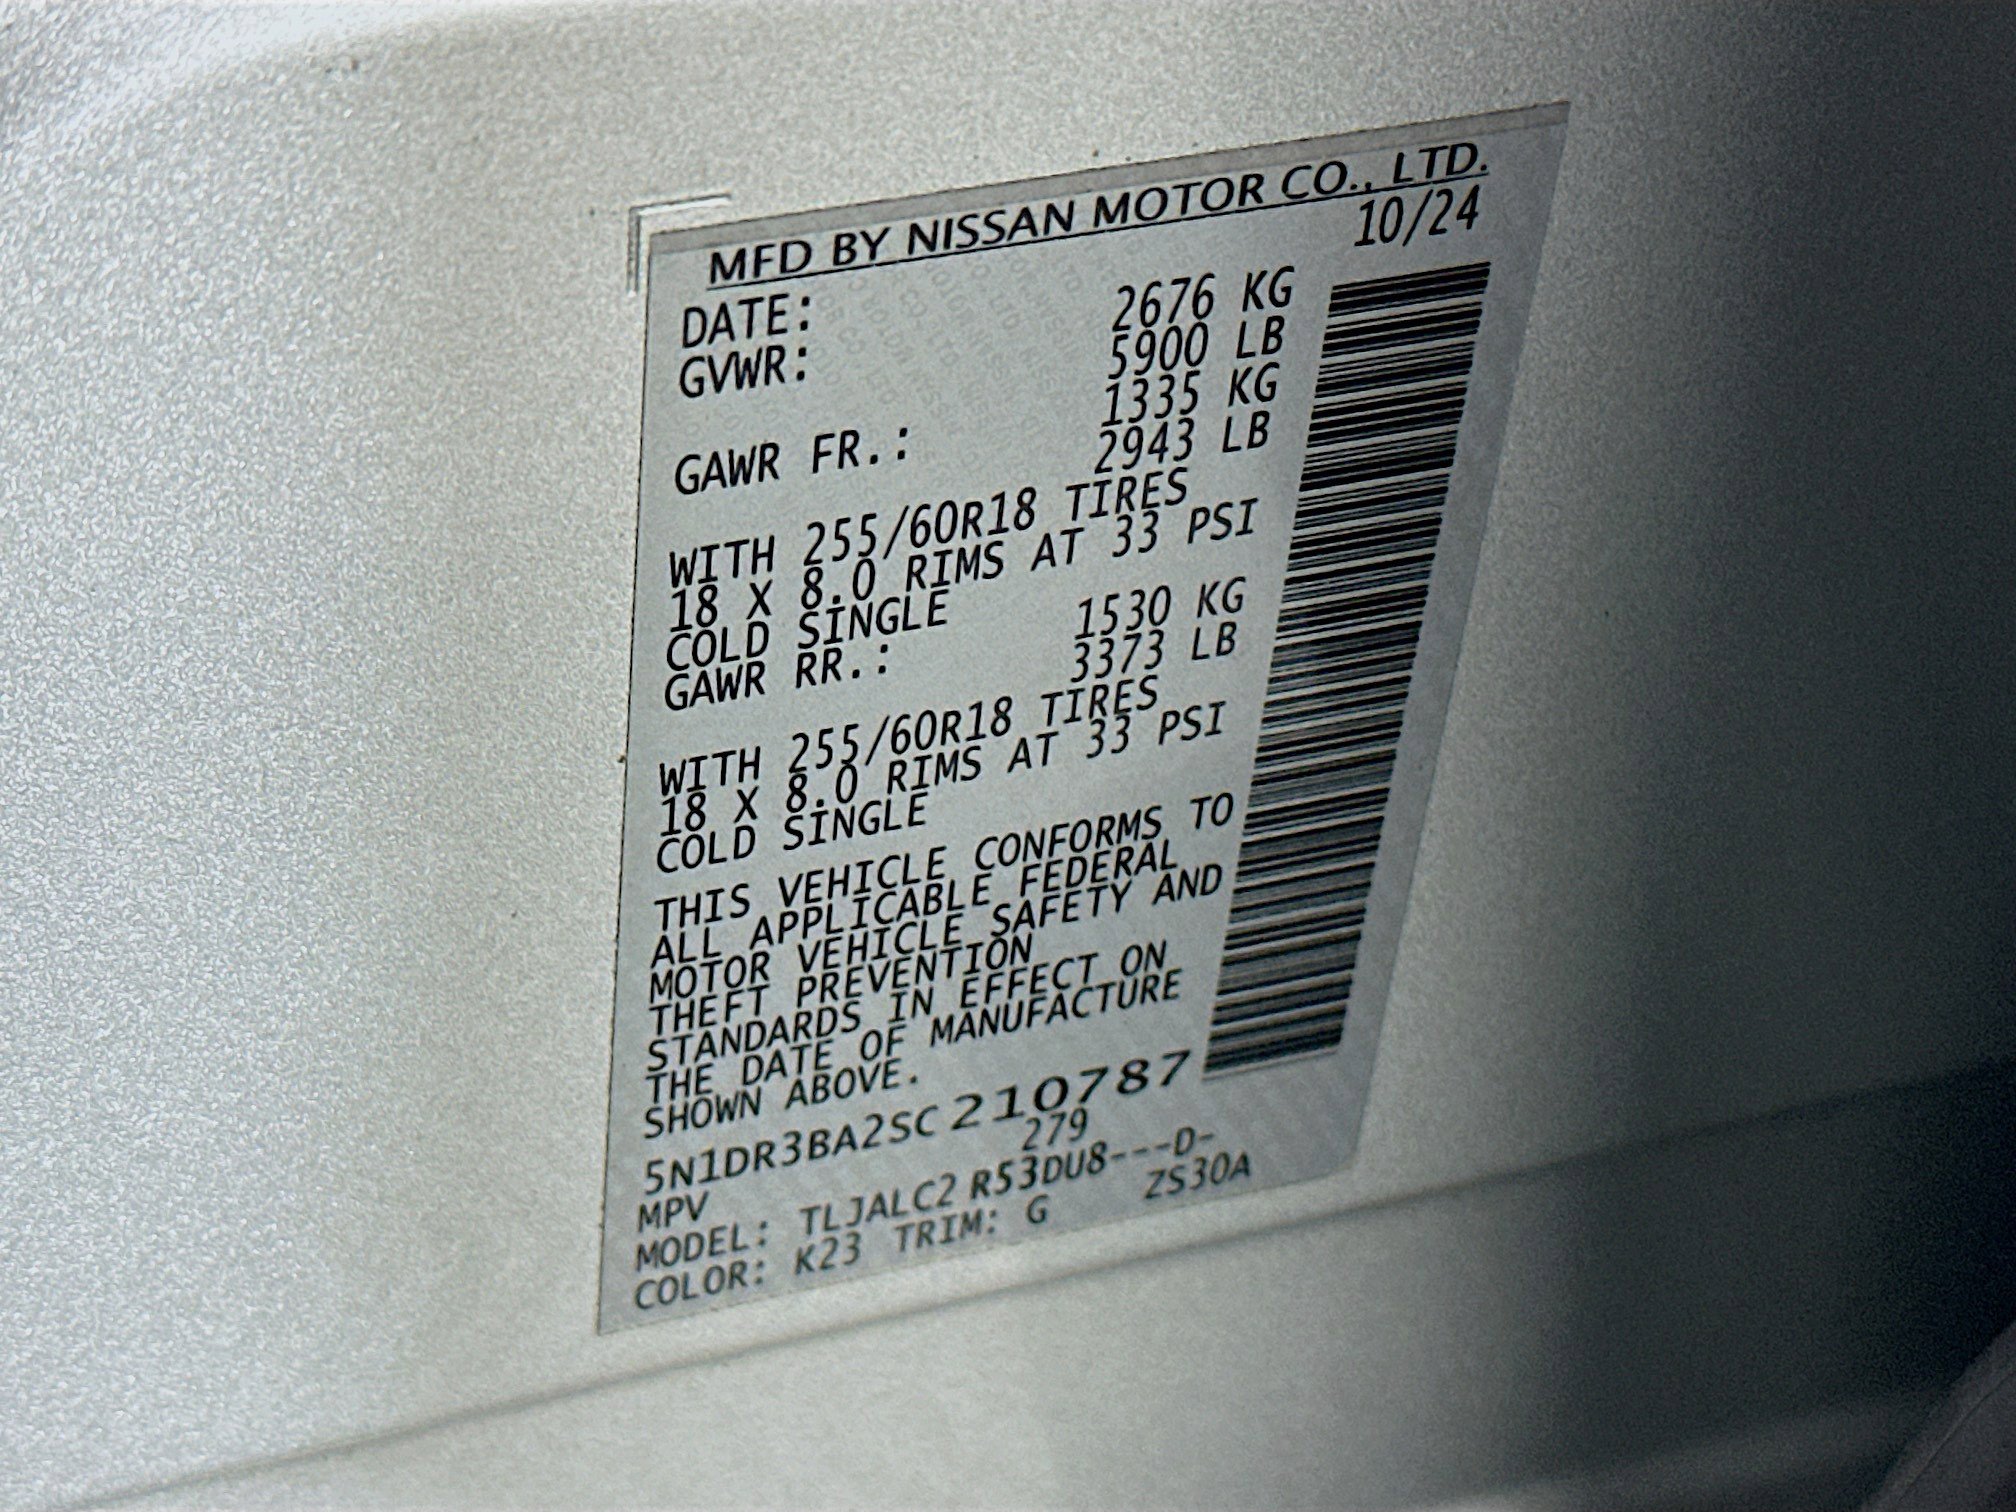 MFD BY NISSAN MOTOR CO., LTD.
DATE: 10/24
GVWR: 2676 KG
5900 LB
GAWR FR.: 1335 KG
2943 LB
WITH 255/60R18 TIRES
18 X 8.0 RIMS AT 33 PSI
COLD SINGLE
GAWR RR.: 1530 KG
3373 LB
WITH 255/60R18 TIRES
18 X 8.0 RIMS AT 33 PSI
COLD SINGLE
THIS VEHICLE CONFORMS TO
ALL APPLICABLE FEDERAL
MOTOR VEHICLE SAFETY AND
THEFT PREVENTION
STANDARDS IN EFFECT ON
THE DATE OF MANUFACTURE
SHOWN ABOVE.
5N1DR3BA2SC210787
MPV 279
MODEL: TLJALC2 R53DU8---D-
COLOR: K23 TRIM: G ZS30A